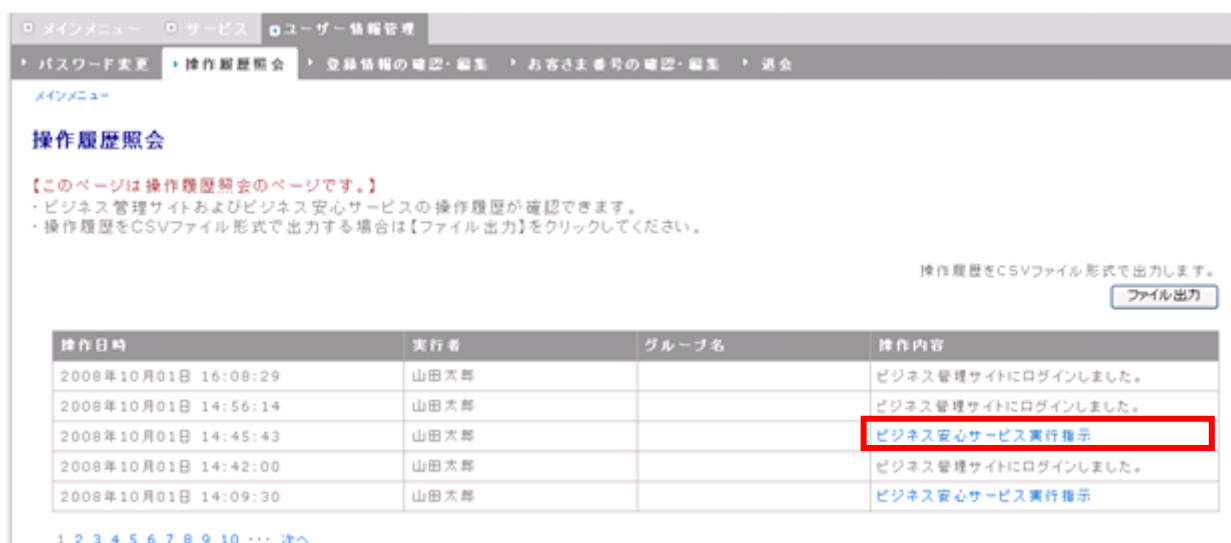 メインメニュー サービス ユーザー情報管理
パスワード変更 操作履歴照会 登録情報の確認・編集 お客さま番号の確認・編集 退会
メインメニュー
操作履歴照会
【このページは操作履歴照会のページです。】
・ビジネス管理サイトおよびビジネス安心サービスの操作履歴が確認できます。
・操作履歴をCSVファイル形式で出力する場合は【ファイル出力】をクリックしてください。
操作履歴をCSVファイル形式で出力します。
ファイル出力
操作日時 実行者 グループ名 操作内容
2008年10月01日 16:08:29 山田太郎 ビジネス管理サイトにログインしました。
2008年10月01日 14:56:14 山田太郎 ビジネス管理サイトにログインしました。
2008年10月01日 14:45:43 山田太郎 ビジネス安心サービス実行指示
2008年10月01日 14:42:00 山田太郎 ビジネス管理サイトにログインしました。
2008年10月01日 14:09:30 山田太郎 ビジネス安心サービス実行指示
1 2 3 4 5 6 7 8 9 10 … 次へ